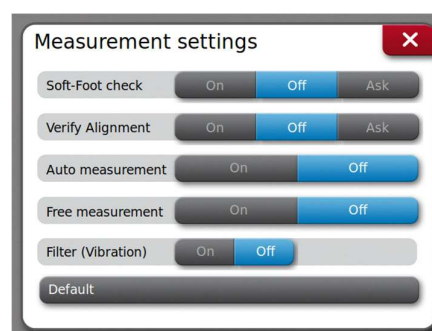 Measurement settings
Soft-Foot check On Off Ask
Verify Alignment On Off Ask
Auto measurement On Off
Free measurement On Off
Filter (Vibration) On Off
Default